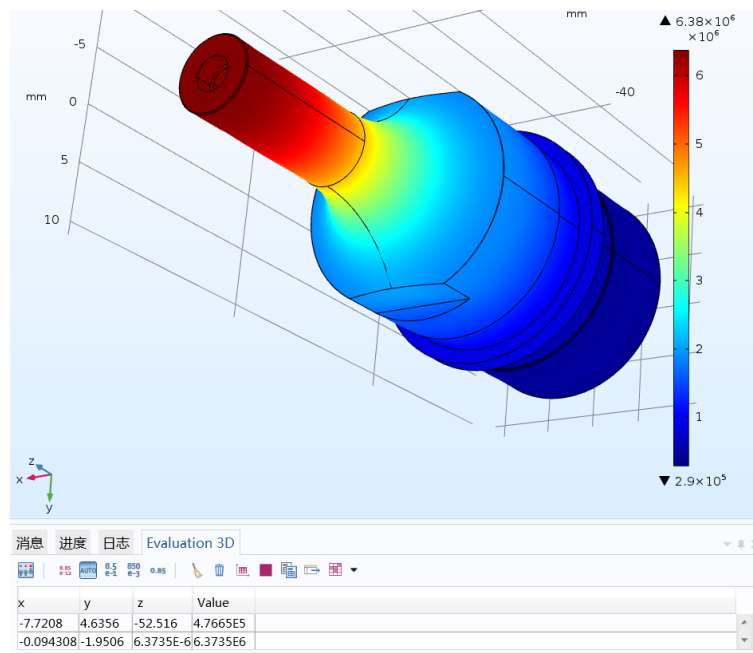 mm
▲ 6.38×10⁶
×10⁶
-5
6
mm
0
-40
5
5
10
4
3
2
1
▼ 2.9×10⁵
z
x
y
消息 进度 日志 Evaluation 3D
8.85 e-12 AUTO 8.5 e-1 850 e-3 0.85
x y z Value
-7.7208 4.6356 -52.516 4.7665E5
-0.094308 -1.9506 6.3735E-6 6.3735E6